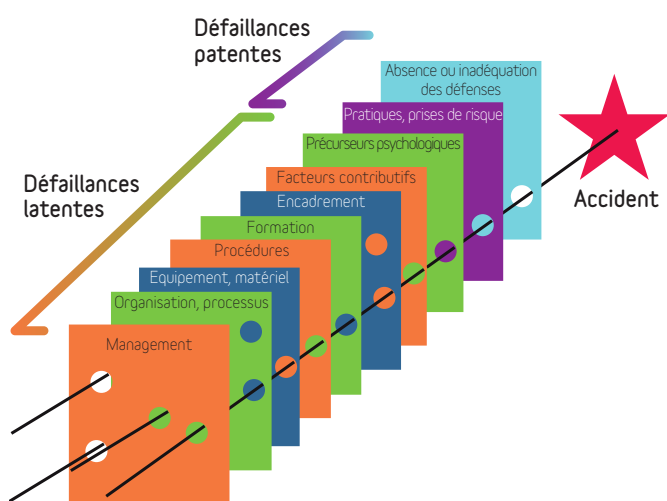 Défaillances
patentes
Défaillances
latentes
Absence ou inadéquation
des défenses
Pratiques, prises de risque
Précurseurs psychologiques
Facteurs contributifs
Encadrement
Formation
Procédures
Equipement, matériel
Organisation, processus
Management
Accident